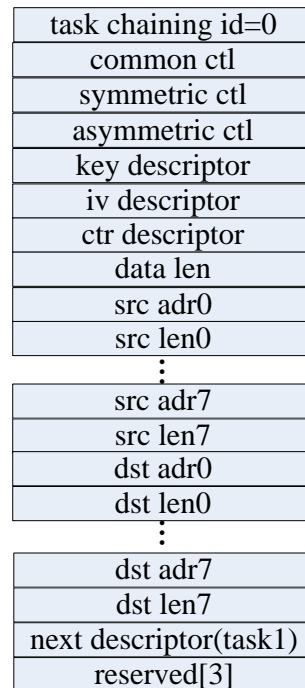 task chaining id=0
common ctl
symmetric ctl
asymmetric ctl
key descriptor
iv descriptor
ctr descriptor
data len
src adr0
src len0
⋮
src adr7
src len7
dst adr0
dst len0
⋮
dst adr7
dst len7
next descriptor(task1)
reserved[3]